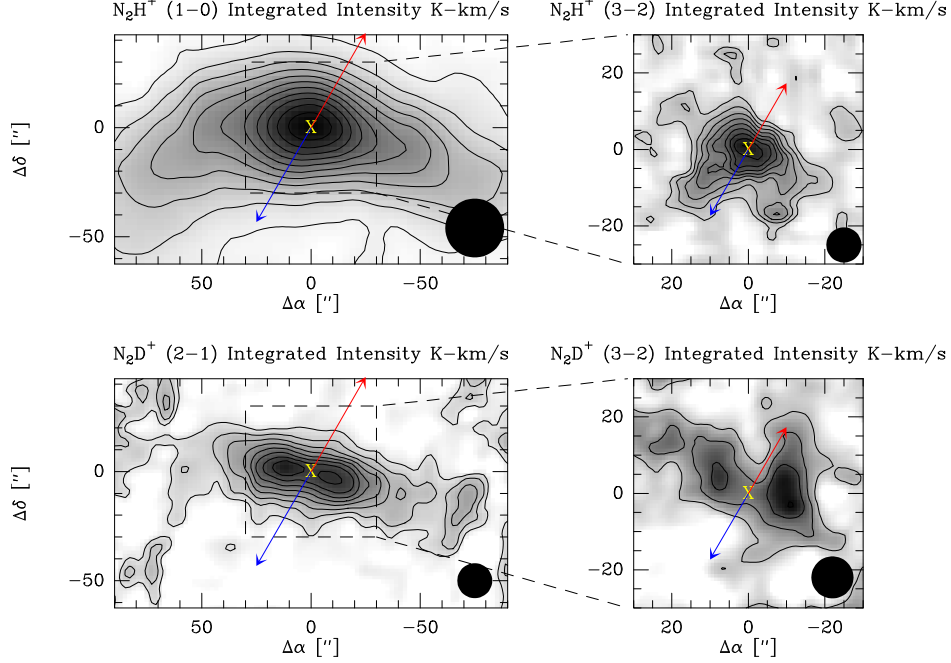 N₂H⁺ (1−0) Integrated Intensity K−km/s
N₂H⁺ (3−2) Integrated Intensity K−km/s
Δδ [″]
0
−50
50
0
−50
Δα [″]
X
20
0
−20
20
0
−20
Δα [″]
X
N₂D⁺ (2−1) Integrated Intensity K−km/s
N₂D⁺ (3−2) Integrated Intensity K−km/s
Δδ [″]
0
−50
50
0
−50
Δα [″]
X
20
0
−20
20
0
−20
Δα [″]
X